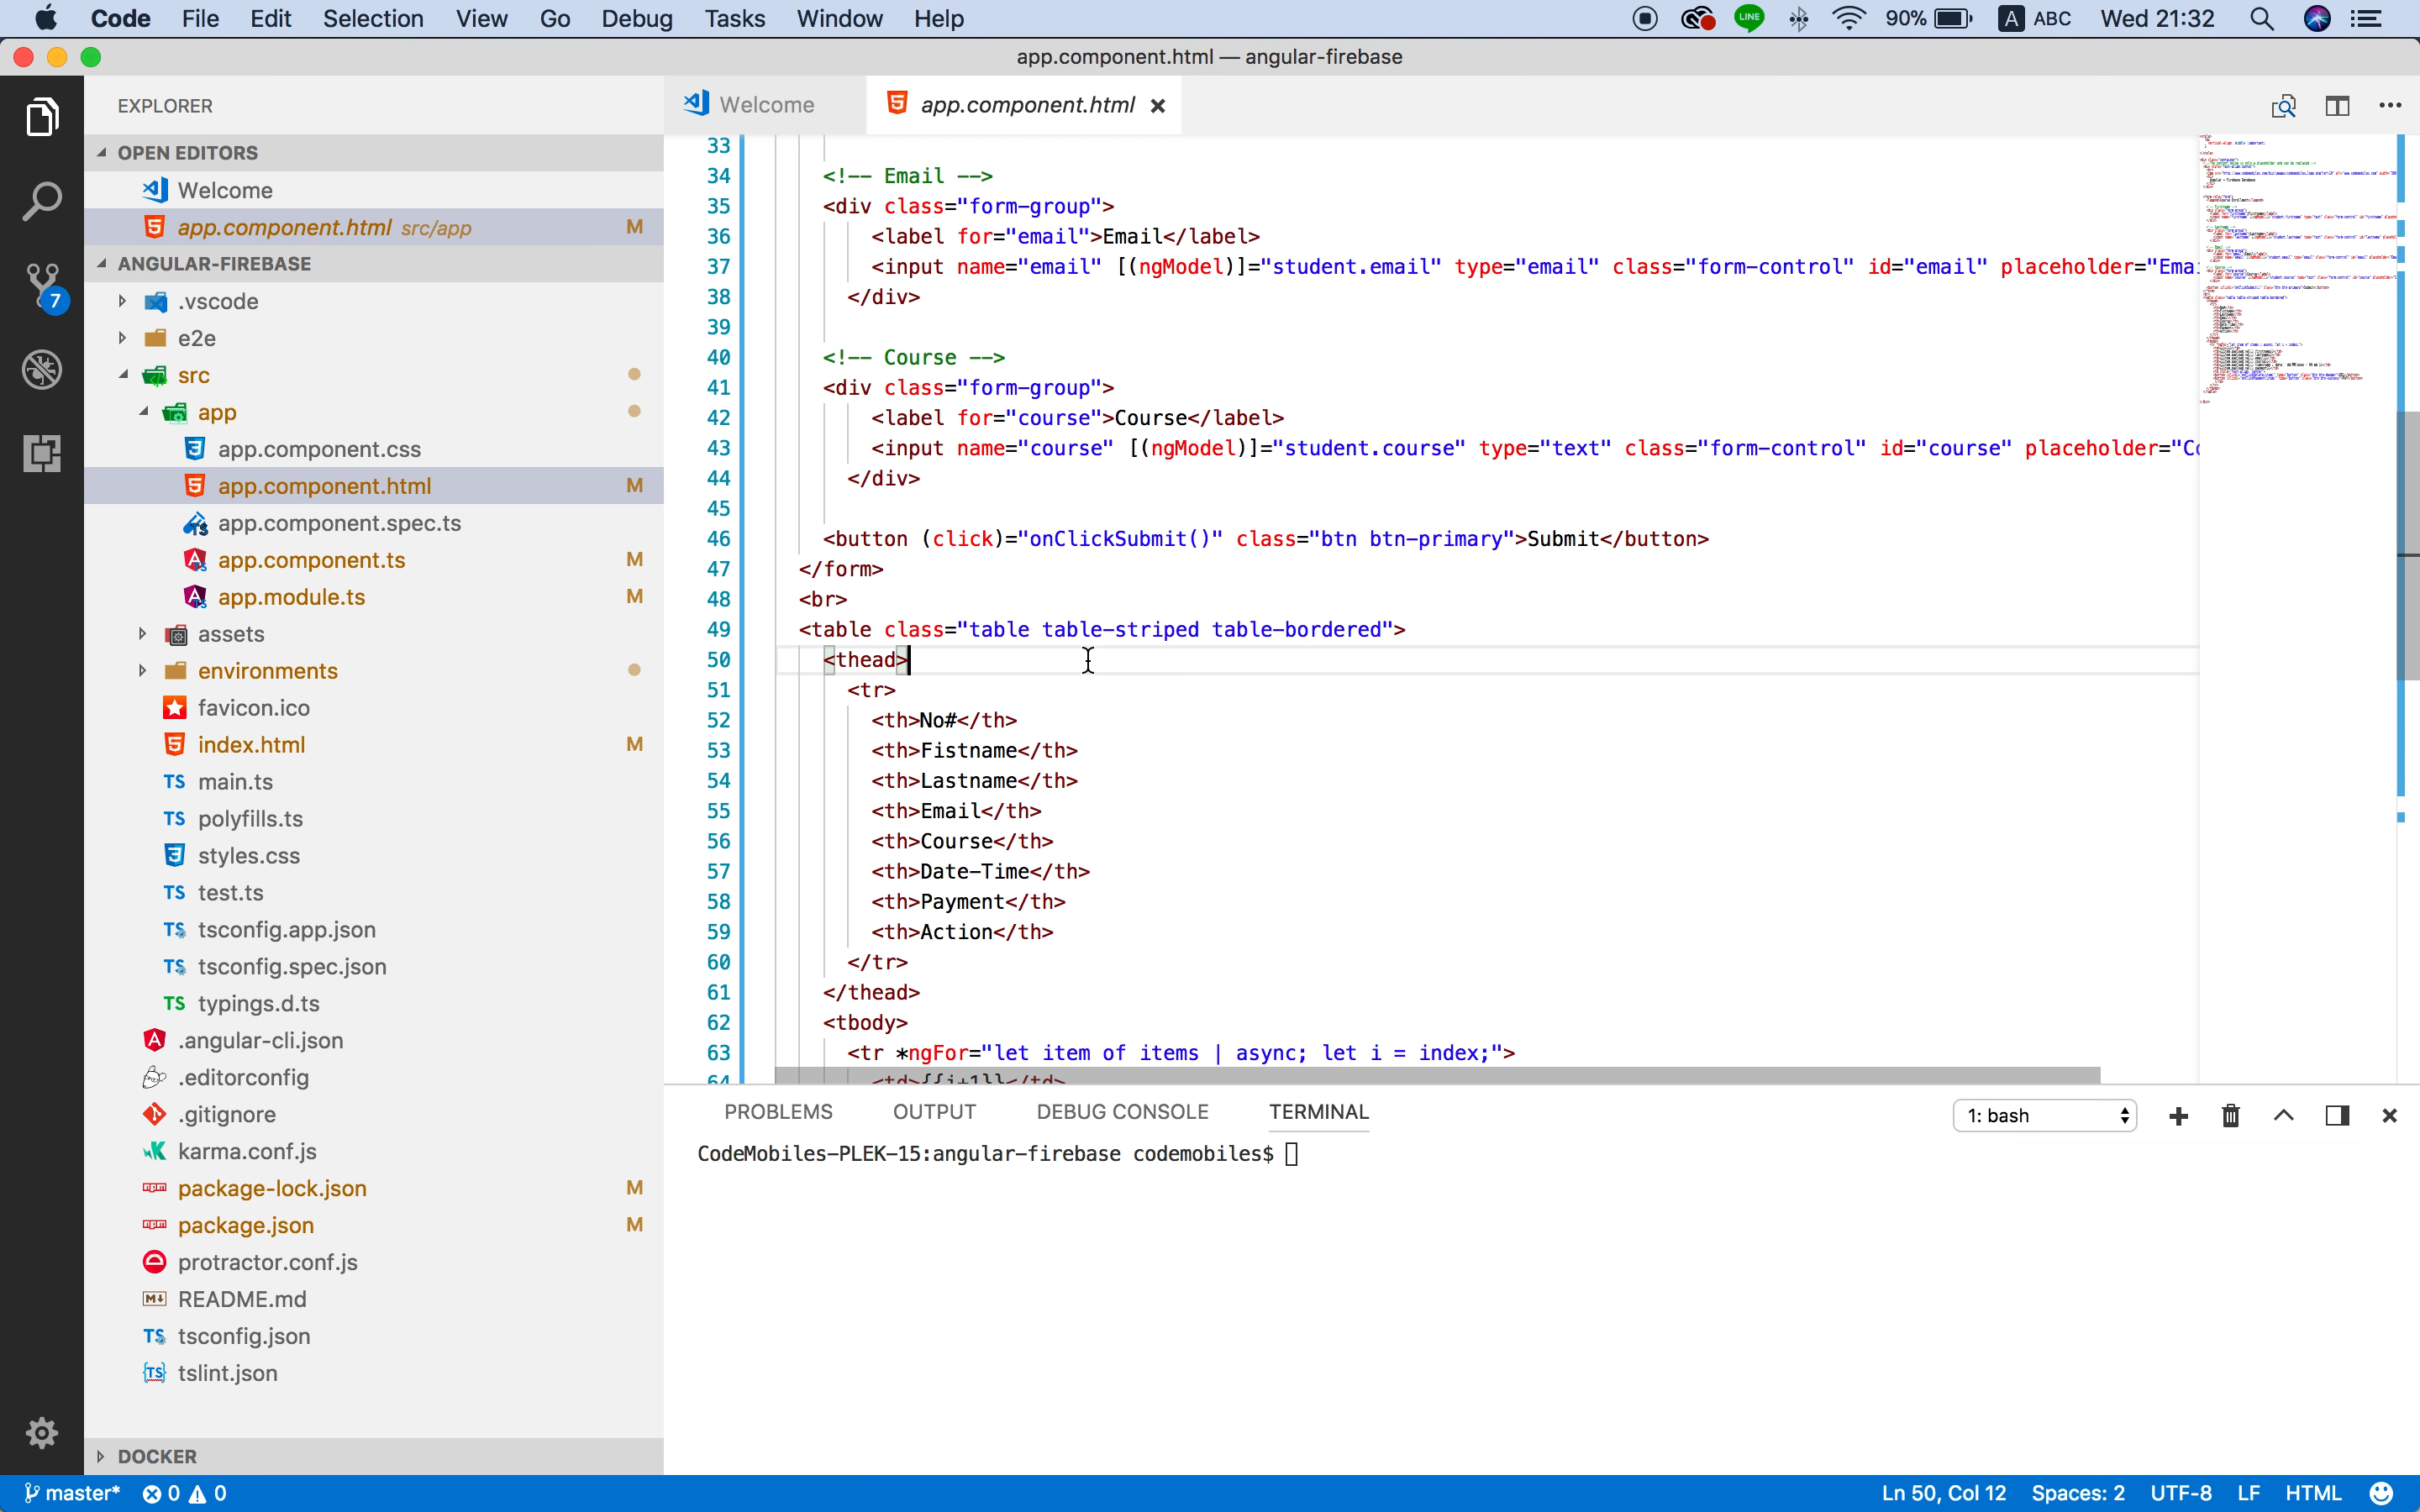 Code File Edit Selection View Go Debug Tasks Window Help LINE 90% A ABC Wed 21:32
app.component.html — angular-firebase
EXPLORER
OPEN EDITORS
Welcome
app.component.html src/app M
ANGULAR-FIREBASE
.vscode
e2e
src
app
app.component.css
app.component.html M
app.component.spec.ts
app.component.ts M
app.module.ts M
assets
environments
favicon.ico
index.html M
main.ts
polyfills.ts
styles.css
test.ts
tsconfig.app.json
tsconfig.spec.json
typings.d.ts
.angular-cli.json
.editorconfig
.gitignore
karma.conf.js
package-lock.json M
package.json M
protractor.conf.js
README.md
tsconfig.json
tslint.json
DOCKER
7
Welcome app.component.html
33
34 <!-- Email -->
35 <div class="form-group">
36 <label for="email">Email</label>
37 <input name="email" [(ngModel)]="student.email" type="email" class="form-control" id="email" placeholder="Emai
38 </div>
39
40 <!-- Course -->
41 <div class="form-group">
42 <label for="course">Course</label>
43 <input name="course" [(ngModel)]="student.course" type="text" class="form-control" id="course" placeholder="Co
44 </div>
45
46 <button (click)="onClickSubmit()" class="btn btn-primary">Submit</button>
47 </form>
48 <br>
49 <table class="table table-striped table-bordered">
50 <thead>
51 <tr>
52 <th>No#</th>
53 <th>Fistname</th>
54 <th>Lastname</th>
55 <th>Email</th>
56 <th>Course</th>
57 <th>Date-Time</th>
58 <th>Payment</th>
59 <th>Action</th>
60 </tr>
61 </thead>
62 <tbody>
63 <tr *ngFor="let item of items | async; let i = index;">
64 <td>{{i+1}}</td>
PROBLEMS OUTPUT DEBUG CONSOLE TERMINAL 1: bash
CodeMobiles-PLEK-15:angular-firebase codemobiles$
master* 0 0 Ln 50, Col 12 Spaces: 2 UTF-8 LF HTML